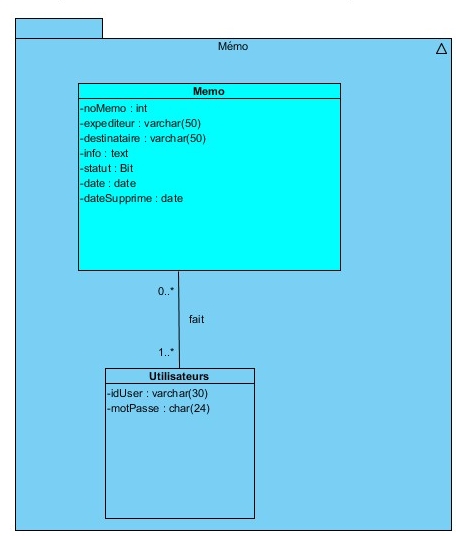 Mémo
Memo
-noMemo : int
-expediteur : varchar(50)
-destinataire : varchar(50)
-info : text
-statut : Bit
-date : date
-dateSupprime : date
0..*
fait
1..*
Utilisateurs
-idUser : varchar(30)
-motPasse : char(24)